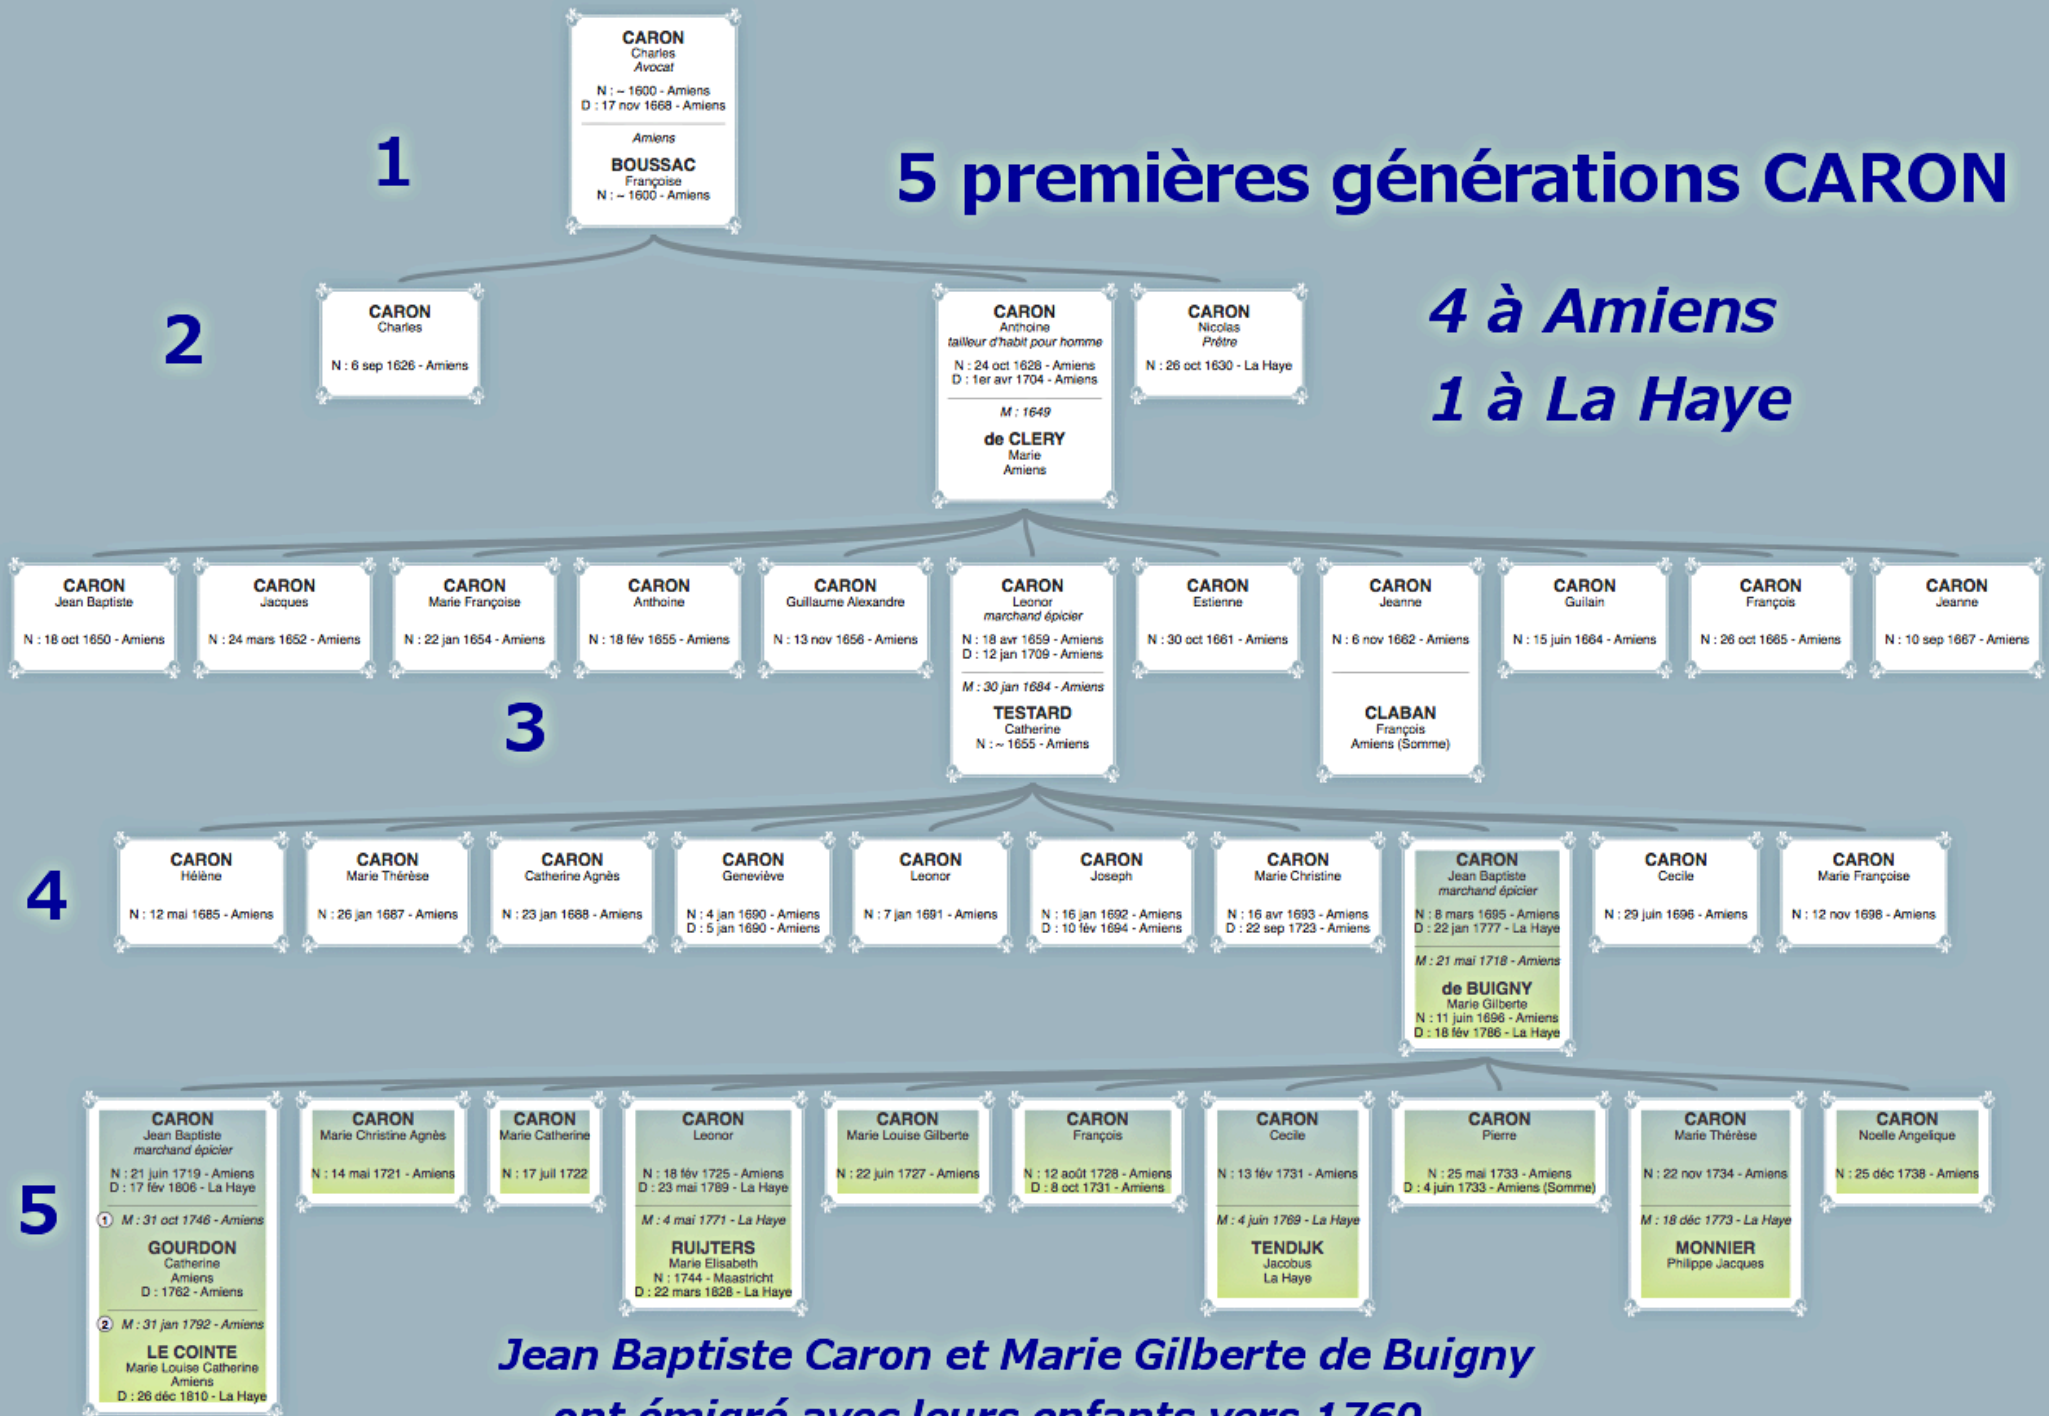 CARON
Charles
Avocat
N : ~ 1600 - Amiens
D : 17 nov 1668 - Amiens
Amiens
BOUSSAC
Françoise
N : ~ 1600 - Amiens
1
5 premières générations CARON
4 à Amiens
1 à La Haye
2
CARON
Charles
N : 6 sep 1626 - Amiens
CARON
Anthoine
tailleur d'habit pour homme
N : 24 oct 1628 - Amiens
D : 1er avr 1704 - Amiens
M : 1649
de CLERY
Marie
Amiens
CARON
Nicolas
Prêtre
N : 26 oct 1630 - La Haye
CARON
Jean Baptiste
N : 18 oct 1650 - Amiens
CARON
Jacques
N : 24 mars 1652 - Amiens
CARON
Marie Françoise
N : 22 jan 1654 - Amiens
CARON
Anthoine
N : 18 fév 1655 - Amiens
CARON
Guillaume Alexandre
N : 13 nov 1656 - Amiens
CARON
Leonor
marchand épicier
N : 18 avr 1659 - Amiens
D : 12 jan 1709 - Amiens
M : 30 jan 1684 - Amiens
TESTARD
Catherine
N : ~ 1655 - Amiens
CARON
Estienne
N : 30 oct 1661 - Amiens
CARON
Jeanne
N : 6 nov 1662 - Amiens
CLABAN
François
Amiens (Somme)
CARON
Guilain
N : 15 juin 1664 - Amiens
CARON
François
N : 26 oct 1665 - Amiens
CARON
Jeanne
N : 10 sep 1667 - Amiens
3
4
CARON
Hélène
N : 12 mai 1685 - Amiens
CARON
Marie Thérèse
N : 26 jan 1687 - Amiens
CARON
Catherine Agnès
N : 23 jan 1688 - Amiens
CARON
Geneviève
N : 4 jan 1690 - Amiens
D : 5 jan 1690 - Amiens
CARON
Leonor
N : 7 jan 1691 - Amiens
CARON
Joseph
N : 16 jan 1692 - Amiens
D : 10 fév 1694 - Amiens
CARON
Marie Christine
N : 16 avr 1693 - Amiens
D : 22 sep 1723 - Amiens
CARON
Jean Baptiste
marchand épicier
N : 8 mars 1695 - Amiens
D : 22 jan 1777 - La Haye
M : 21 mai 1718 - Amiens
de BUIGNY
Marie Gilberte
N : 11 juin 1696 - Amiens
D : 18 fév 1786 - La Haye
CARON
Cecile
N : 29 juin 1696 - Amiens
CARON
Marie Françoise
N : 12 nov 1698 - Amiens
5
CARON
Jean Baptiste
marchand épicier
N : 21 juin 1719 - Amiens
D : 17 fév 1806 - La Haye
1 M : 31 oct 1746 - Amiens
GOURDON
Catherine
Amiens
D : 1762 - Amiens
2 M : 31 jan 1792 - Amiens
LE COINTE
Marie Louise Catherine
Amiens
D : 26 déc 1810 - La Haye
CARON
Marie Christine Agnès
N : 14 mai 1721 - Amiens
CARON
Marie Catherine
N : 17 juil 1722
CARON
Leonor
N : 18 fév 1725 - Amiens
D : 23 mai 1789 - La Haye
M : 4 mai 1771 - La Haye
RUIJTERS
Marie Elisabeth
N : 1744 - Maastricht
D : 22 mars 1828 - La Haye
CARON
Marie Louise Gilberte
N : 22 juin 1727 - Amiens
CARON
François
N : 12 août 1728 - Amiens
D : 8 oct 1731 - Amiens
CARON
Cecile
N : 13 fév 1731 - Amiens
M : 4 juin 1769 - La Haye
TENDIJK
Jacobus
La Haye
CARON
Pierre
N : 25 mai 1733 - Amiens
D : 4 juin 1733 - Amiens (Somme)
CARON
Marie Thérèse
N : 22 nov 1734 - Amiens
M : 18 déc 1773 - La Haye
MONNIER
Philippe Jacques
CARON
Noelle Angelique
N : 25 déc 1738 - Amiens
Jean Baptiste Caron et Marie Gilberte de Buigny
ont émigré avec leurs enfants vers 1760